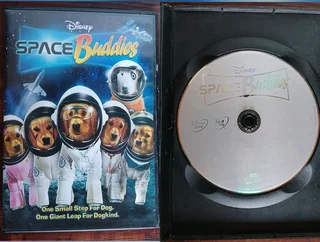 Disney
SPACE Buddies
One Small Step For Dog.
One Giant Leap For Dogkind.
Disney
SPACE Buddies